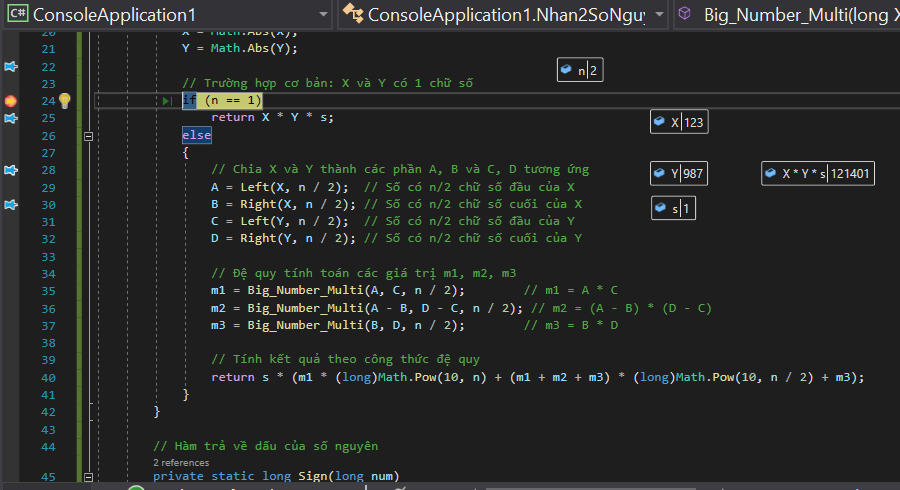 C# ConsoleApplication1 ConsoleApplication1.Nhan2SoNguy Big_Number_Multi(long X
20 X = Math.Abs(X);
21 Y = Math.Abs(Y);
22
n 2
23 // Trường hợp cơ bản: X và Y có 1 chữ số
24 if (n == 1)
25 return X * Y * s;
X 123
26 else
27 {
28 // Chia X và Y thành các phần A, B và C, D tương ứng
29 A = Left(X, n / 2); // Số có n/2 chữ số đầu của X
Y 987
X * Y * s 121401
30 B = Right(X, n / 2); // Số có n/2 chữ số cuối của X
s 1
31 C = Left(Y, n / 2); // Số có n/2 chữ số đầu của Y
32 D = Right(Y, n / 2); // Số có n/2 chữ số cuối của Y
33
34 // Đệ quy tính toán các giá trị m1, m2, m3
35 m1 = Big_Number_Multi(A, C, n / 2); // m1 = A * C
36 m2 = Big_Number_Multi(A - B, D - C, n / 2); // m2 = (A - B) * (D - C)
37 m3 = Big_Number_Multi(B, D, n / 2); // m3 = B * D
38
39 // Tính kết quả theo công thức đệ quy
40 return s * (m1 * (long)Math.Pow(10, n) + (m1 + m2 + m3) * (long)Math.Pow(10, n / 2) + m3);
41 }
42 }
43
44 // Hàm trả về dấu của số nguyên
2 references
45 private static long Sign(long num)